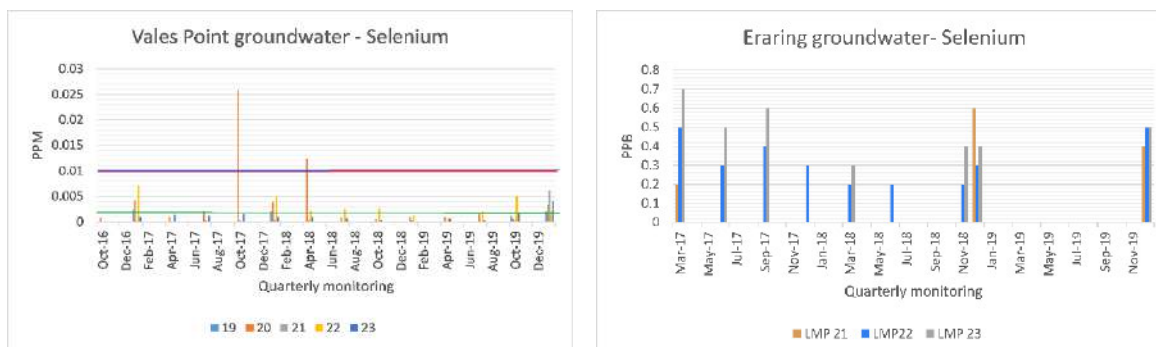 Vales Point groundwater - Selenium
PPM
0.03
0.025
0.02
0.015
0.01
0.005
0
Oct-16
Dec-16
Feb-17
Apr-17
Jun-17
Aug-17
Oct-17
Dec-17
Feb-18
Apr-18
Jun-18
Aug-18
Oct-18
Dec-18
Feb-19
Apr-19
Jun-19
Aug-19
Oct-19
Dec-19
Quarterly monitoring
19 20 21 22 23
Eraring groundwater- Selenium
PPB
0.8
0.7
0.6
0.5
0.4
0.3
0.2
0.1
0
Mar-17
May-17
Jul-17
Sep-17
Nov-17
Jan-18
Mar-18
May-18
Jul-18
Sep-18
Nov-18
Jan-19
Mar-19
May-19
Jul-19
Sep-19
Nov-19
Quarterly monitoring
LMP 21 LMP22 LMP 23